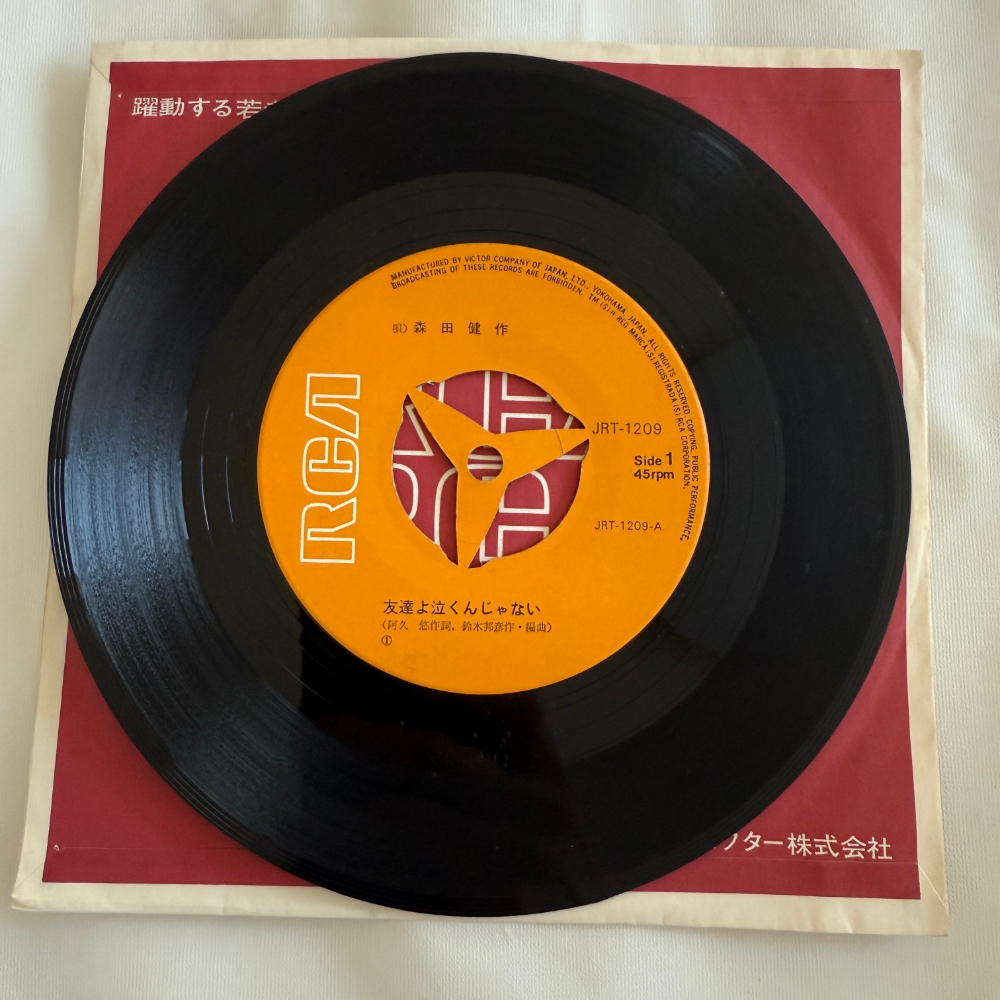 躍動する若
MANUFACTURED BY VICTOR COMPANY OF JAPAN, LTD., YOKOHAMA, JAPAN. ALL RIGHTS RESERVED. COPYING, PUBLIC PERFORMANCE,
BROADCASTING OF THESE RECORDS ARE FORBIDDEN. TM(S)® REG. MARCA(S) REGISTRADA(S) RCA CORPORATION.
唄)森田健作
RCA
JRT-1209
Side 1
45rpm
JRT-1209-A
友達よ泣くんじゃない
(阿久 悠作詞,鈴木邦彦作・編曲)
①
クター株式会社